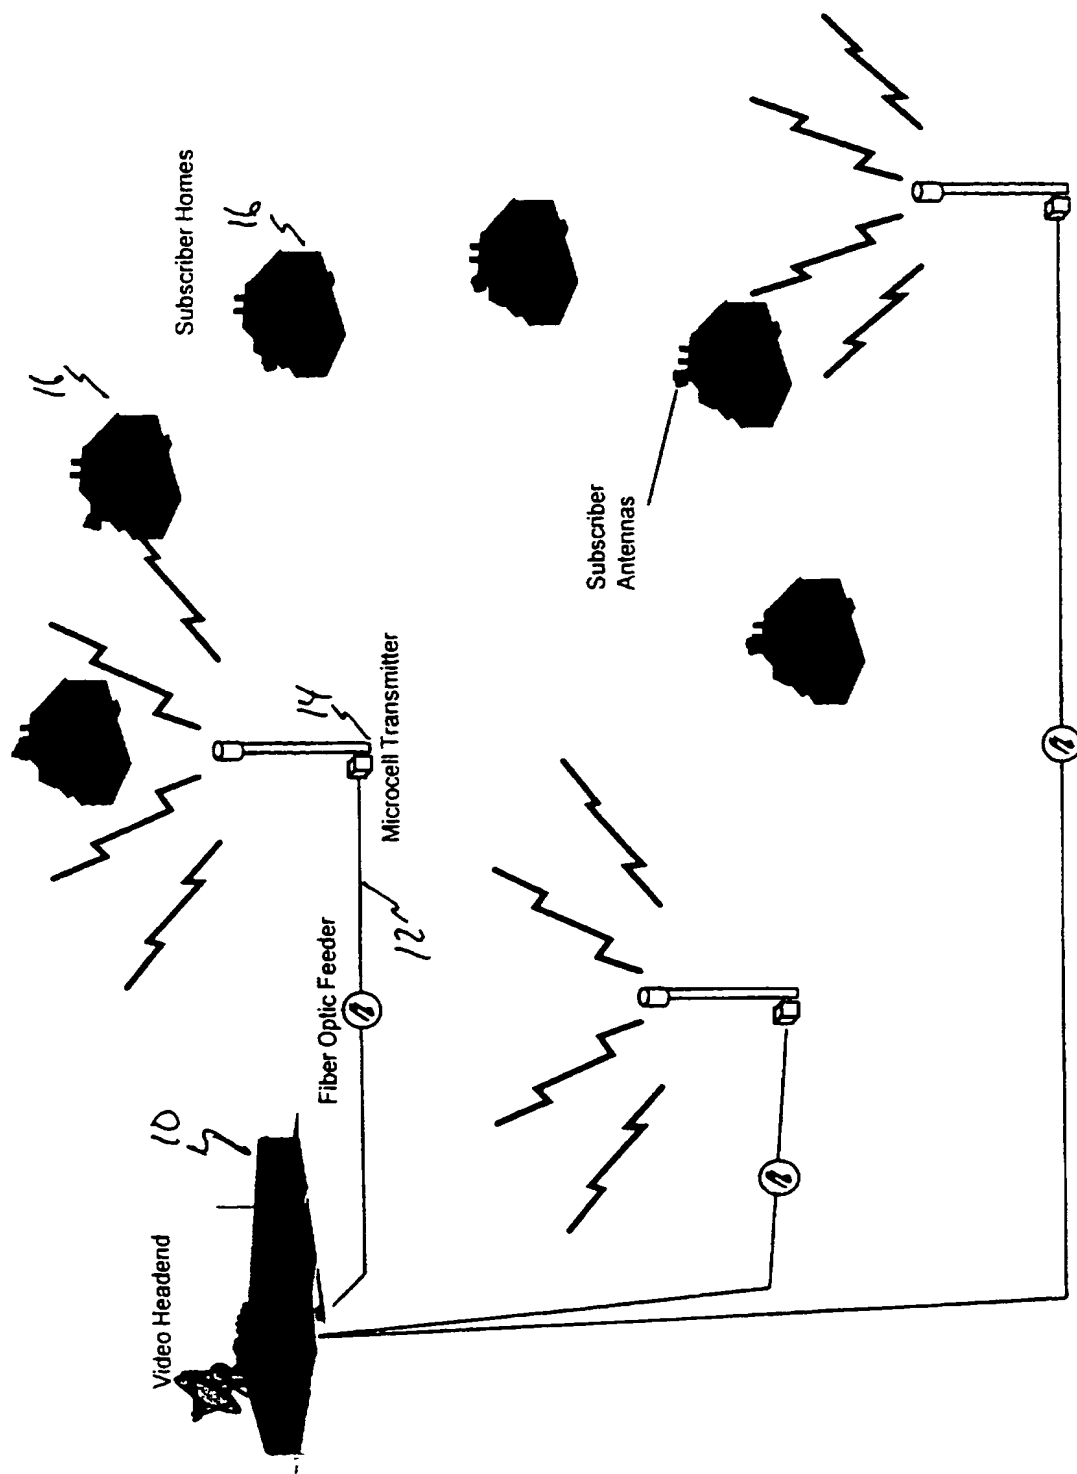 Video Headend
10
Fiber Optic Feeder
12
14
Microcell Transmitter
16
Subscriber Homes
16
Subscriber
Antennas